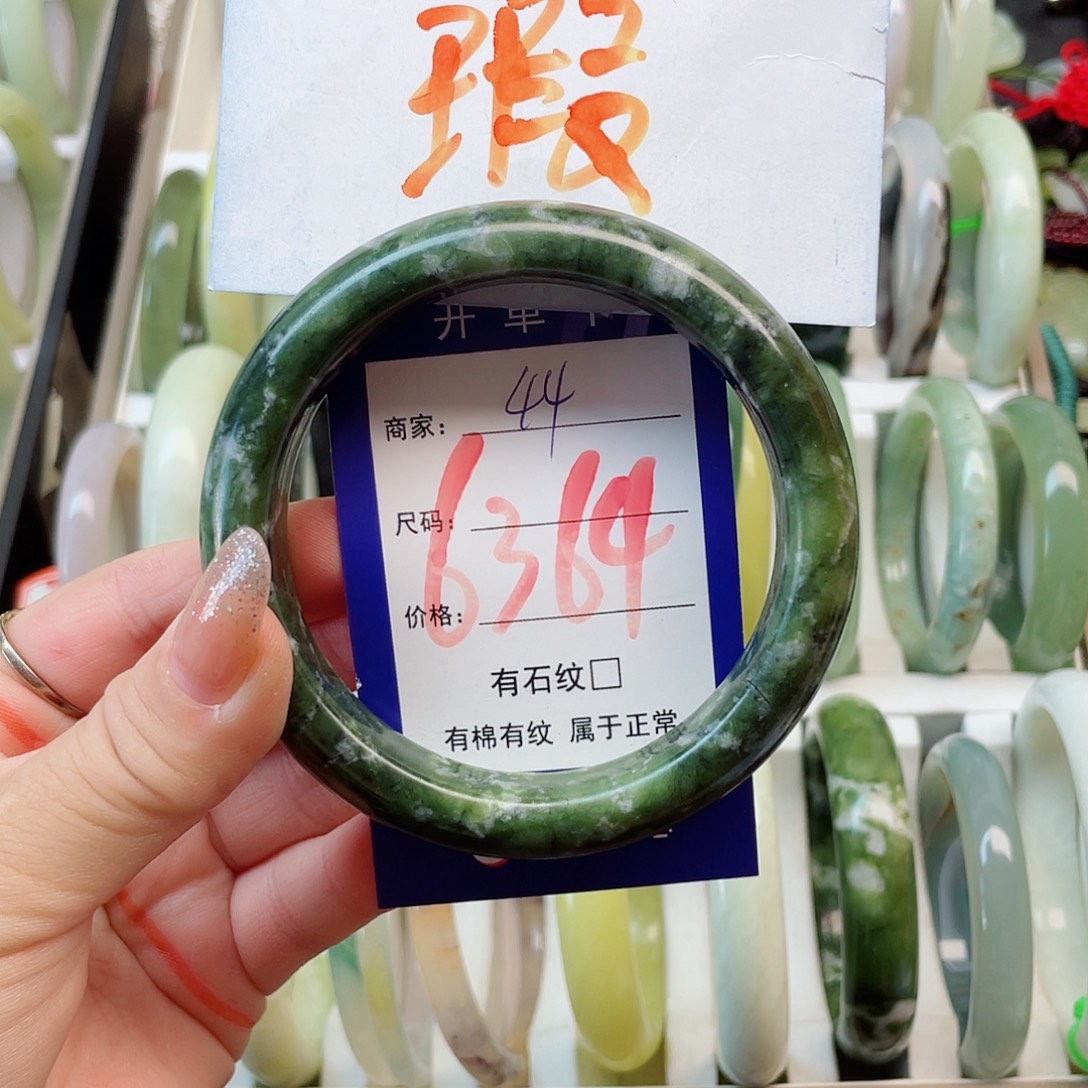 瑕
开单卡
商家：44
尺码：
6364
价格：
有石纹□
有棉有纹 属于正常